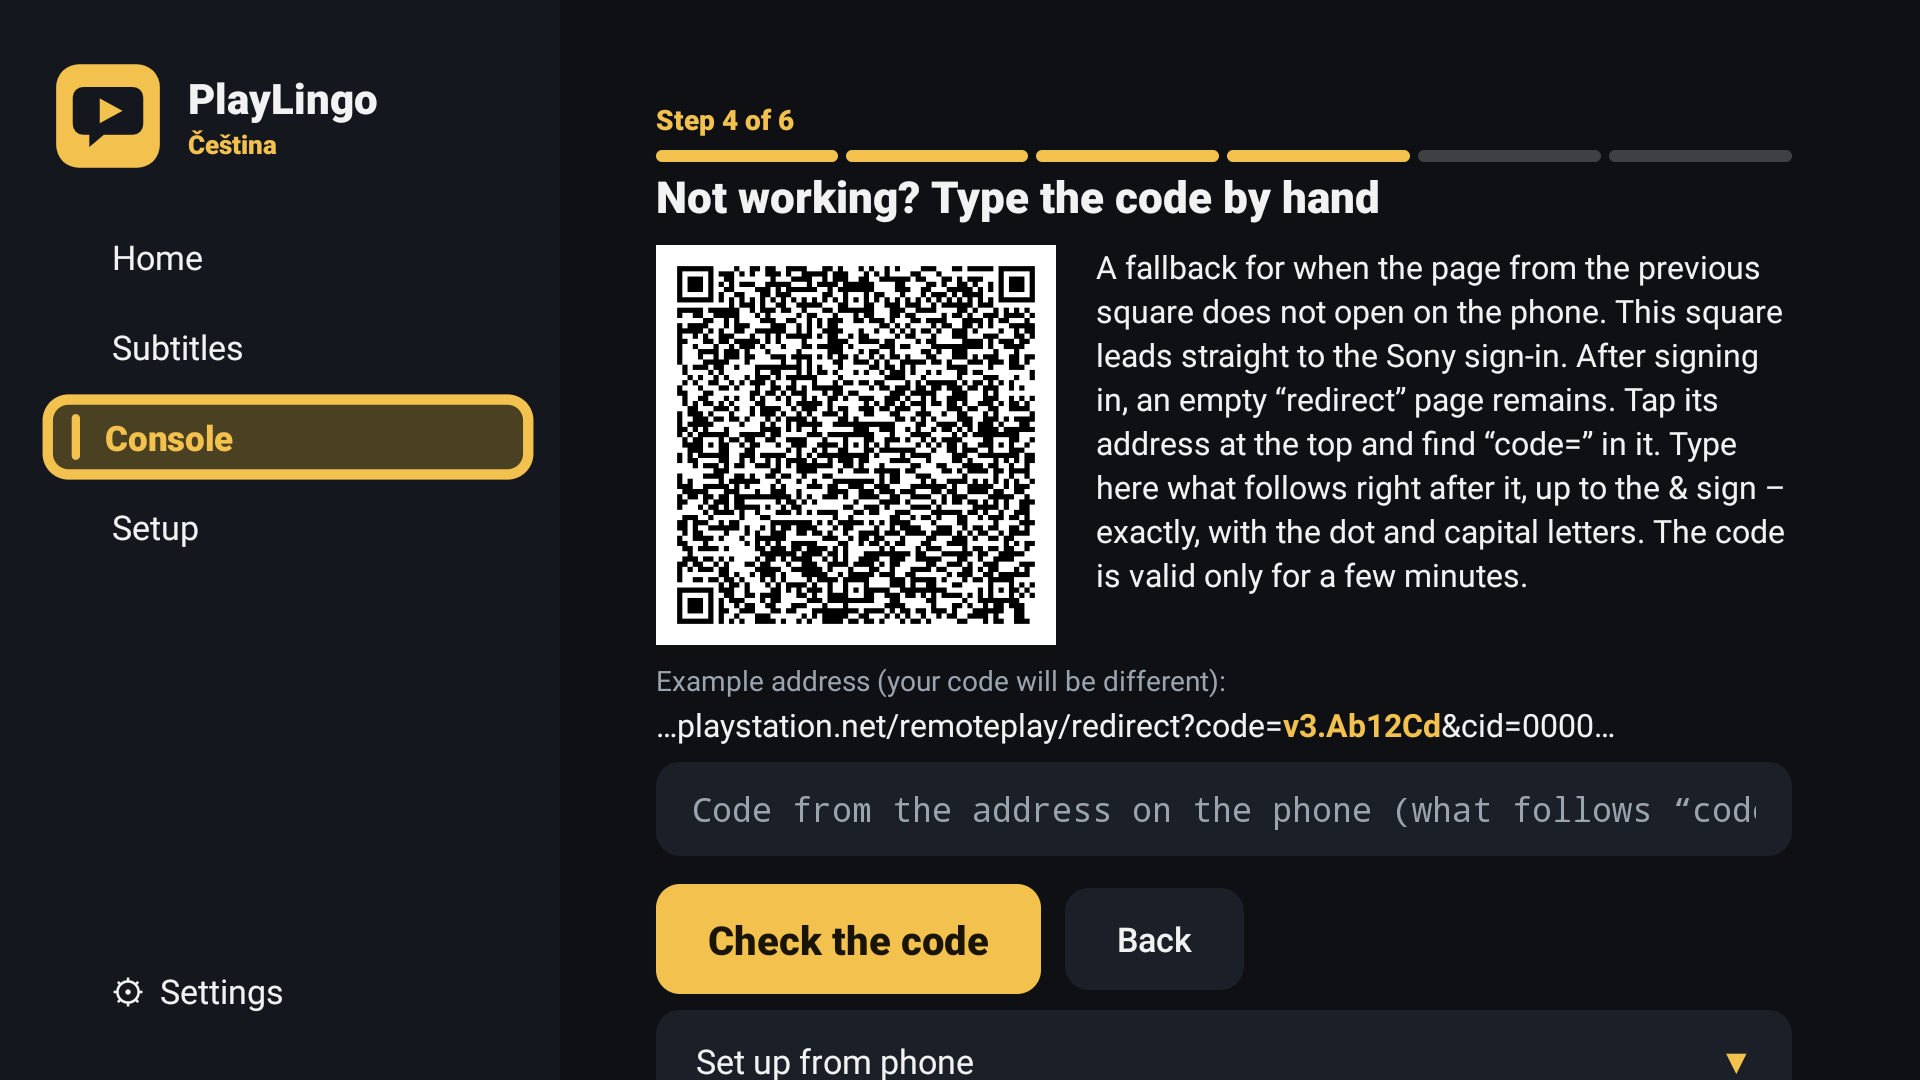 PlayLingo
Čeština
Home
Subtitles
Console
Setup
Settings
Step 4 of 6
Not working? Type the code by hand
A fallback for when the page from the previous
square does not open on the phone. This square
leads straight to the Sony sign-in. After signing
in, an empty “redirect” page remains. Tap its
address at the top and find “code=” in it. Type
here what follows right after it, up to the & sign –
exactly, with the dot and capital letters. The code
is valid only for a few minutes.
Example address (your code will be different):
…playstation.net/remoteplay/redirect?code=v3.Ab12Cd&cid=0000…
Code from the address on the phone (what follows “cod
Check the code
Back
Set up from phone